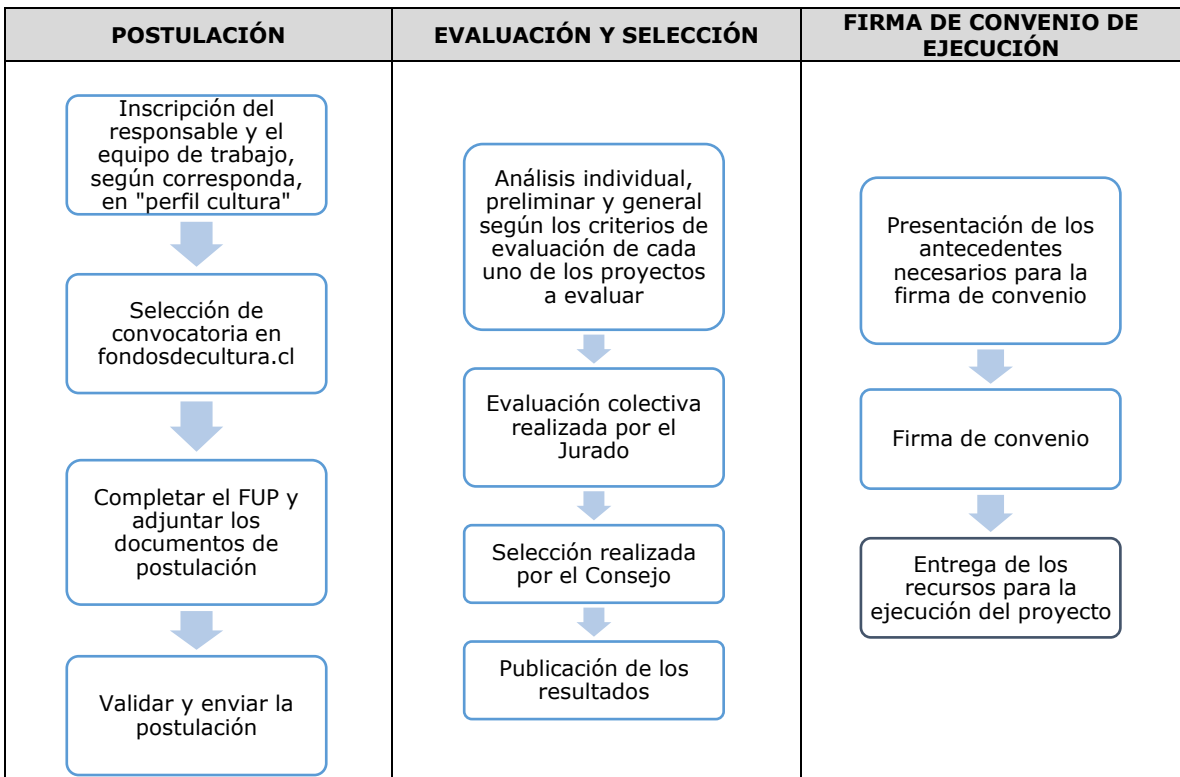 POSTULACIÓN
Inscripción del
responsable y el
equipo de trabajo,
según corresponda,
en "perfil cultura"
Selección de
convocatoria en
fondosdecultura.cl
Completar el FUP y
adjuntar los
documentos de
postulación
Validar y enviar la
postulación
EVALUACIÓN Y SELECCIÓN
Análisis individual,
preliminar y general
según los criterios de
evaluación de cada
uno de los proyectos
a evaluar
Evaluación colectiva
realizada por el
Jurado
Selección realizada
por el Consejo
Publicación de los
resultados
FIRMA DE CONVENIO DE
EJECUCIÓN
Presentación de los
antecedentes
necesarios para la
firma de convenio
Firma de convenio
Entrega de los
recursos para la
ejecución del proyecto